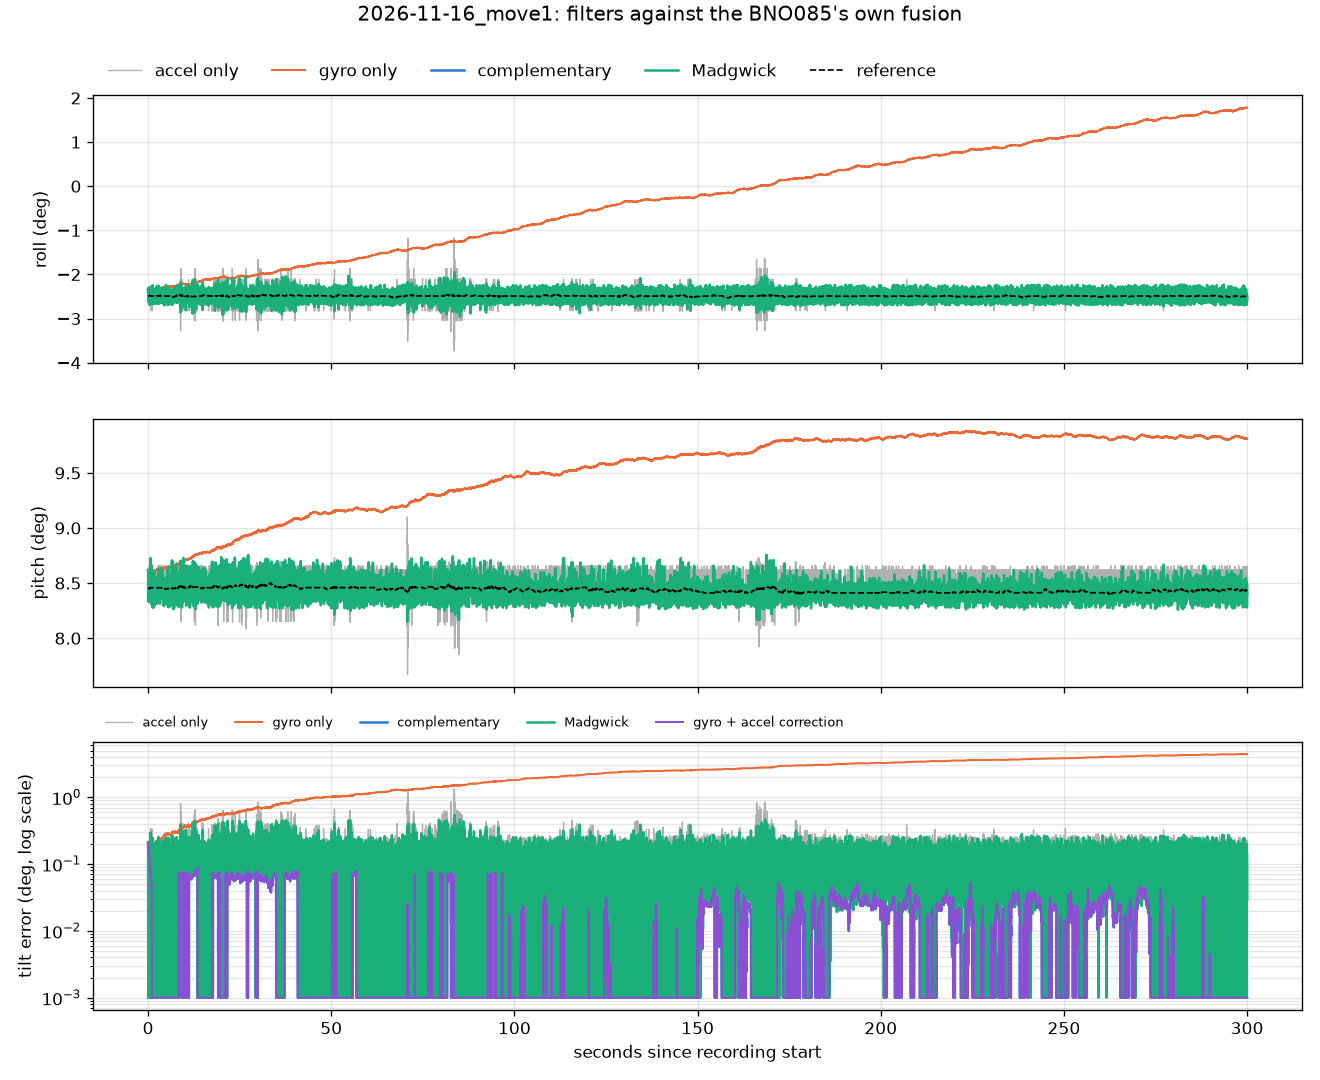 2026-11-16_move1: filters against the BNO085's own fusion
accel only gyro only complementary Madgwick reference
roll (deg)
2
1
0
−1
−2
−3
−4
pitch (deg)
9.5
9.0
8.5
8.0
accel only gyro only complementary Madgwick gyro + accel correction
tilt error (deg, log scale)
10⁰
10⁻¹
10⁻²
10⁻³
0 50 100 150 200 250 300
seconds since recording start